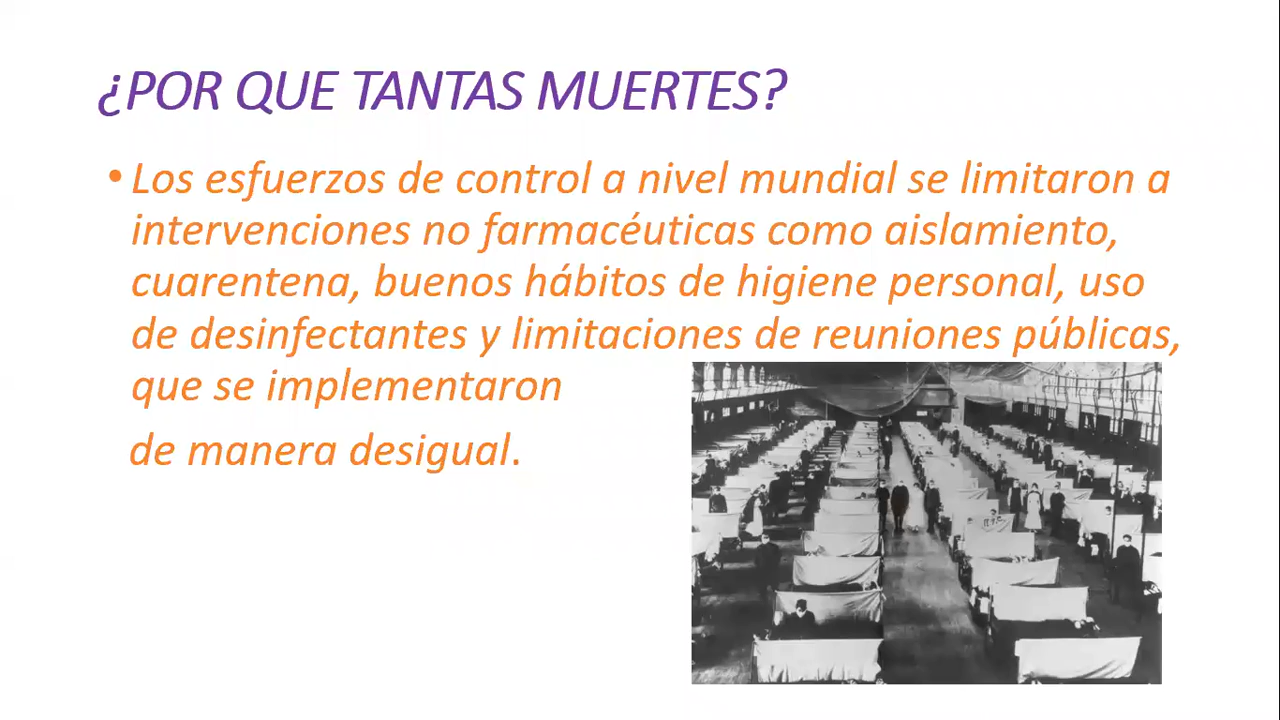 ¿POR QUE TANTAS MUERTES?
• Los esfuerzos de control a nivel mundial se limitaron a
intervenciones no farmacéuticas como aislamiento,
cuarentena, buenos hábitos de higiene personal, uso
de desinfectantes y limitaciones de reuniones públicas,
que se implementaron
de manera desigual.